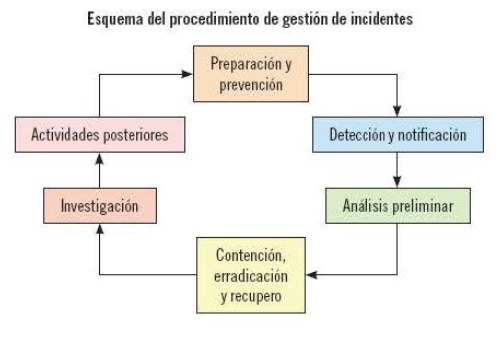 Esquema del procedimiento de gestión de incidentes
Preparación y
prevención
Detección y notificación
Análisis preliminar
Contención,
erradicación
y recupero
Investigación
Actividades posteriores